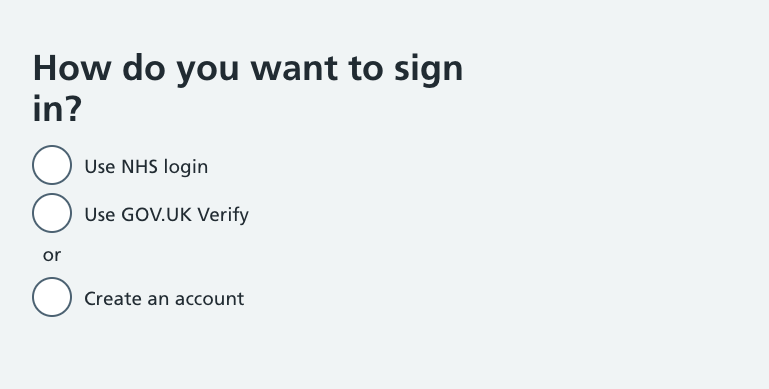 How do you want to sign
in?
Use NHS login
Use GOV.UK Verify
or
Create an account